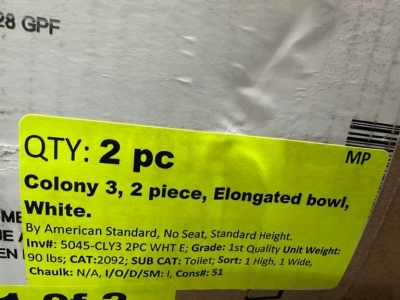 28 GPF
QTY: 2 pc
MP
Colony 3, 2 piece, Elongated bowl,
White.
By American Standard, No Seat, Standard Height.
Inv#: 5045-CLY3 2PC WHT E; Grade: 1st Quality Unit Weight:
90 lbs; CAT:2092; SUB CAT: Toilet; Sort: 1 High, 1 Wide,
Chaulk: N/A, I/O/D/SM: I, Cons#: 51